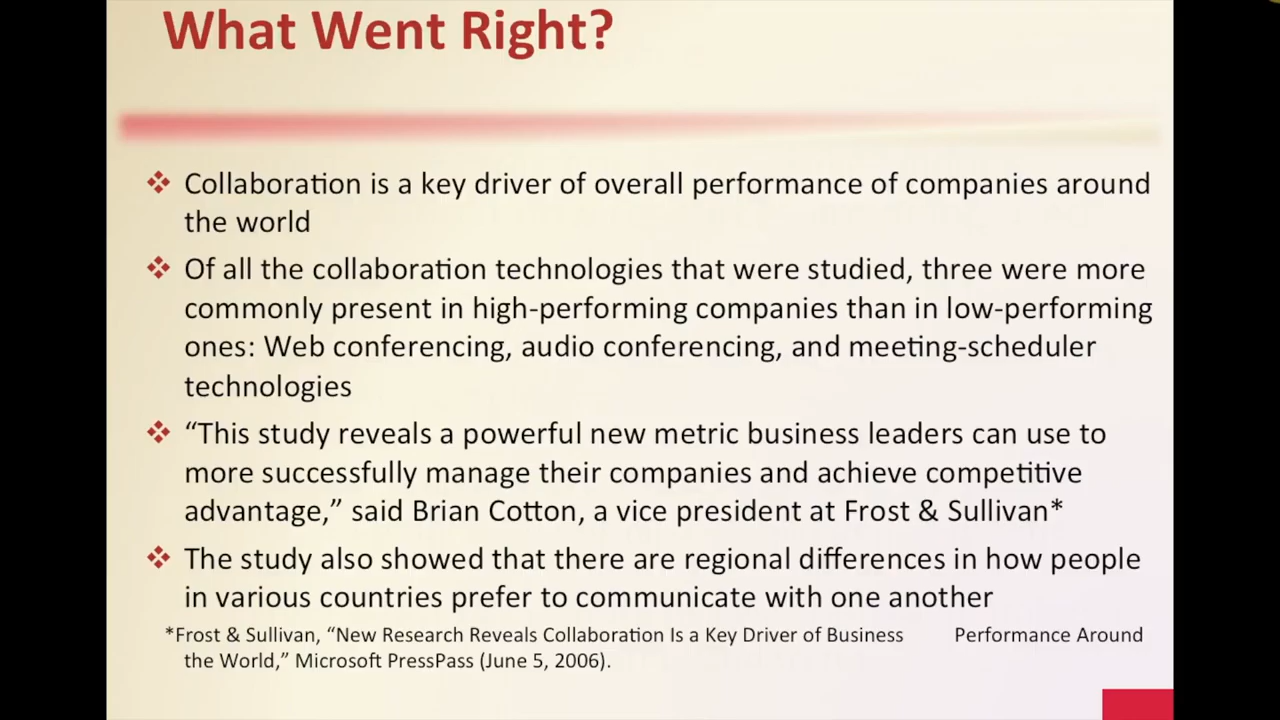 What Went Right?
Collaboration is a key driver of overall performance of companies around
the world
Of all the collaboration technologies that were studied, three were more
commonly present in high-performing companies than in low-performing
ones: Web conferencing, audio conferencing, and meeting-scheduler
technologies
“This study reveals a powerful new metric business leaders can use to
more successfully manage their companies and achieve competitive
advantage,” said Brian Cotton, a vice president at Frost & Sullivan*
The study also showed that there are regional differences in how people
in various countries prefer to communicate with one another
*Frost & Sullivan, “New Research Reveals Collaboration Is a Key Driver of Business Performance Around
the World,” Microsoft PressPass (June 5, 2006).